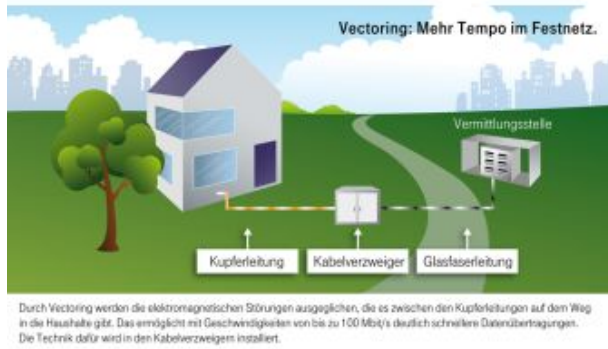 Vectoring: Mehr Tempo im Festnetz.
Vermittlungsstelle
Kupferleitung
Kabelverzweiger
Glasfaserleitung
Durch Vectoring werden die elektromagnetischen Störungen ausgeglichen, die es zwischen den Kupferleitungen auf dem Weg
in die Haushalte gibt. Das ermöglicht mit Geschwindigkeiten von bis zu 100 Mbit/s deutlich schnellere Datenübertragungen.
Die Technik dafür wird in den Kabelverzweigern installiert.